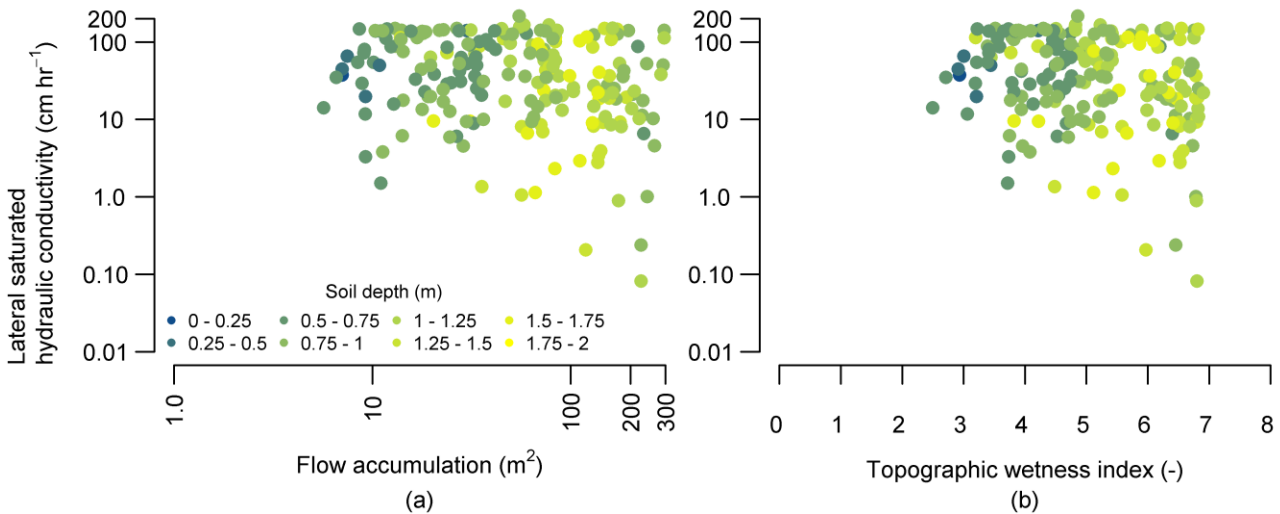 Lateral saturated
hydraulic conductivity (cm hr⁻¹)
200
100
10
1.0
0.10
0.01
Soil depth (m)
0 - 0.25 0.5 - 0.75 1 - 1.25 1.5 - 1.75
0.25 - 0.5 0.75 - 1 1.25 - 1.5 1.75 - 2
1.0 10 100 200 300
Flow accumulation (m²)
(a)
200
100
10
1.0
0.10
0.01
0 1 2 3 4 5 6 7 8
Topographic wetness index (-)
(b)